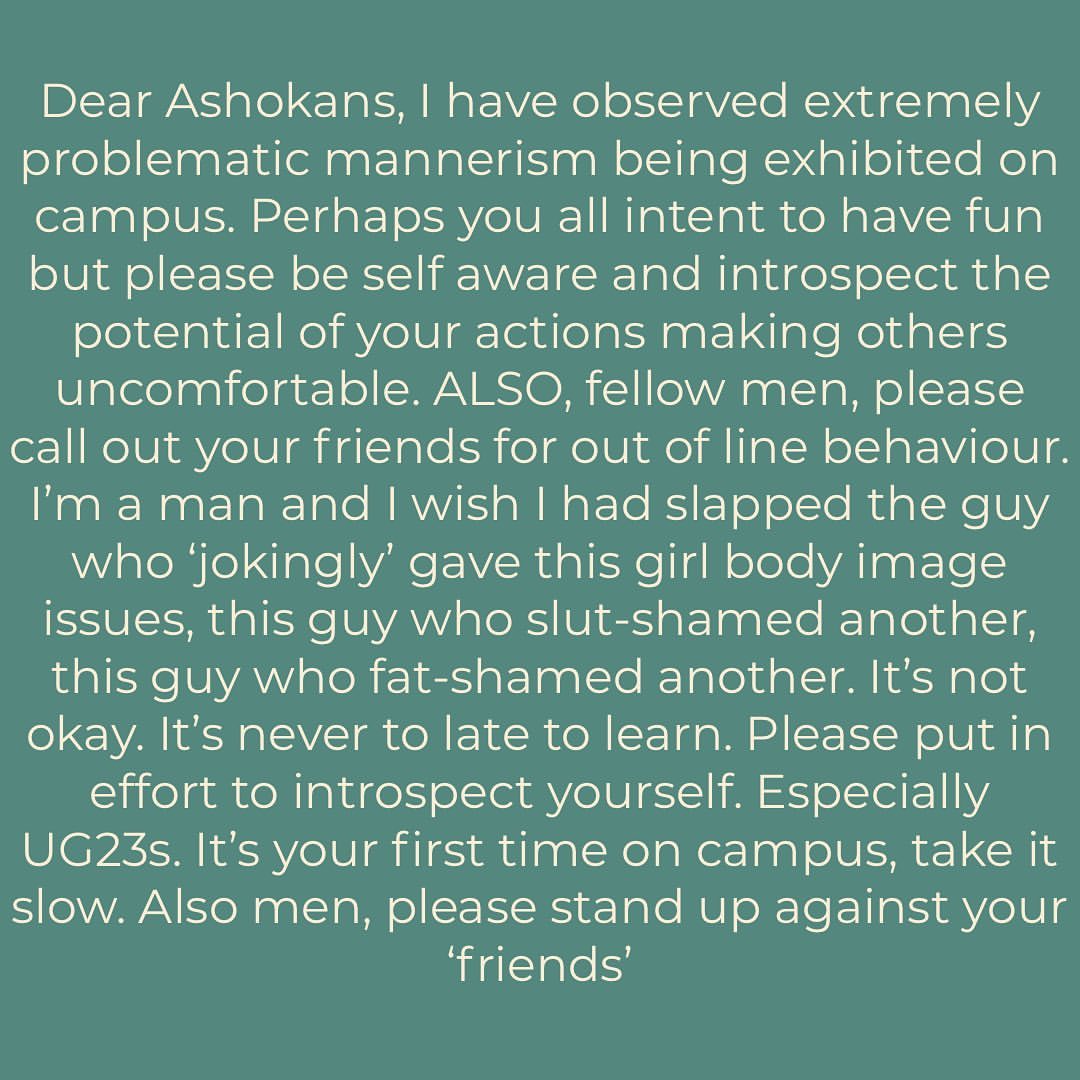 Dear Ashokans, I have observed extremely
problematic mannerism being exhibited on
campus. Perhaps you all intent to have fun
but please be self aware and introspect the
potential of your actions making others
uncomfortable. ALSO, fellow men, please
call out your friends for out of line behaviour.
I’m a man and I wish I had slapped the guy
who ‘jokingly’ gave this girl body image
issues, this guy who slut-shamed another,
this guy who fat-shamed another. It’s not
okay. It’s never to late to learn. Please put in
effort to introspect yourself. Especially
UG23s. It’s your first time on campus, take it
slow. Also men, please stand up against your
‘friends’